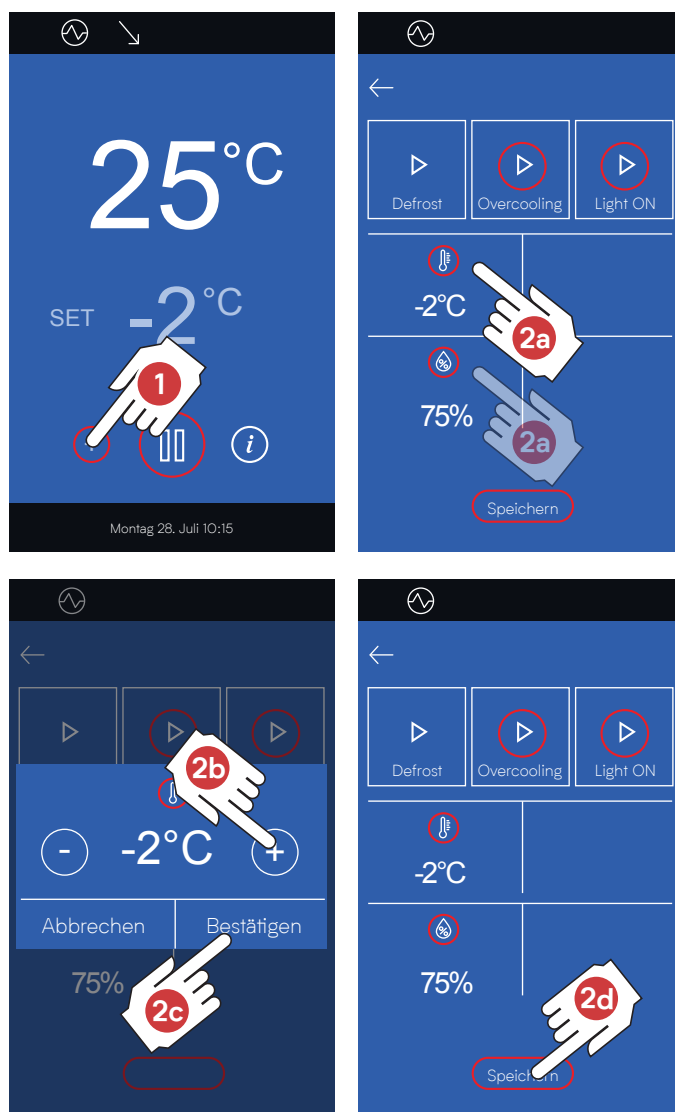 25°C
SET -2°C
1
i
Montag 28. Juli 10:15
Defrost Overcooling Light ON
-2°C
2a
%
75%
2a
Speichern
2b
- -2°C +
Abbrechen Bestätigen
75%
2c
Defrost Overcooling Light ON
-2°C
%
75%
2d
Speichern